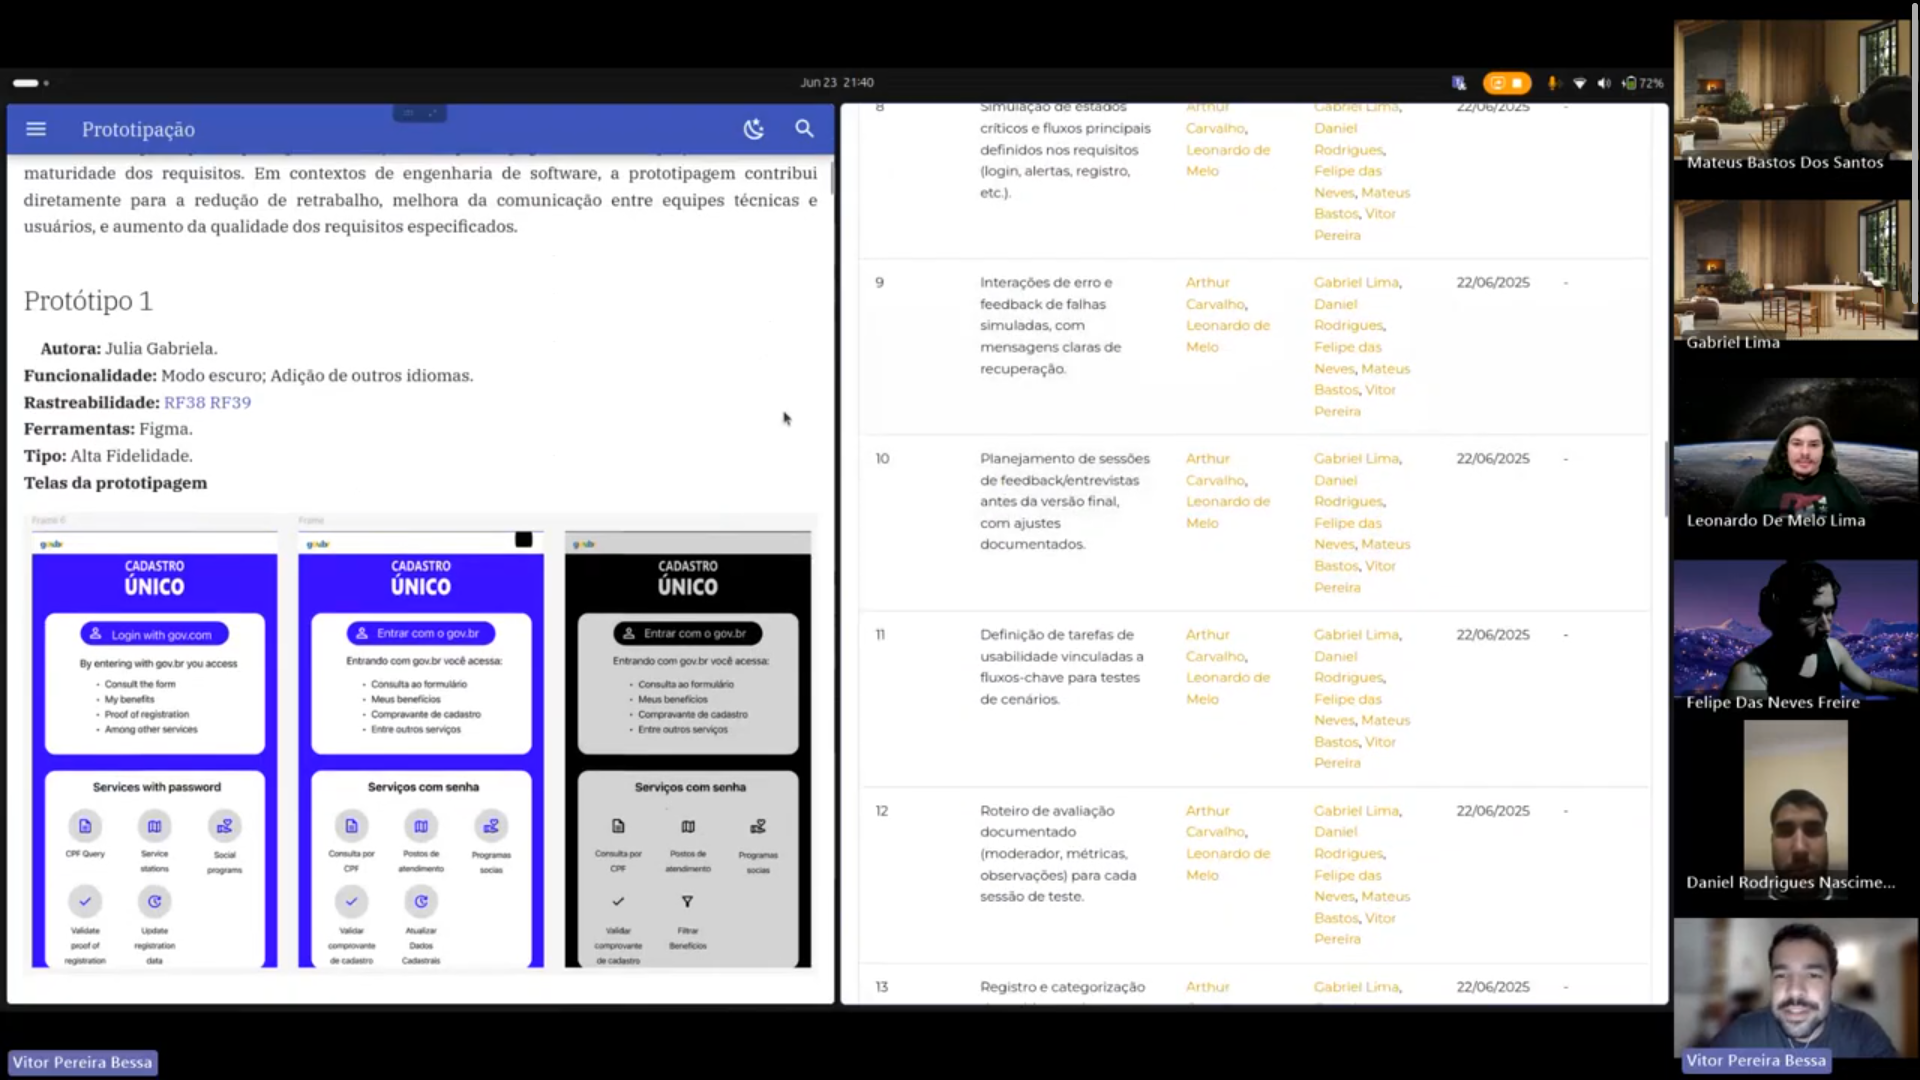 Jun 23 21:40
72%
Prototipação
maturidade dos requisitos. Em contextos de engenharia de software, a prototipagem contribui
diretamente para a redução de retrabalho, melhora da comunicação entre equipes técnicas e
usuários, e aumento da qualidade dos requisitos especificados.
Protótipo 1
Autora: Julia Gabriela.
Funcionalidade: Modo escuro; Adição de outros idiomas.
Rastreabilidade: RF38 RF39
Ferramentas: Figma.
Tipo: Alta Fidelidade.
Telas da prototipagem
Frame 6
gov.br
CADASTRO
ÚNICO
Login with gov.com
By entering with gov.br you access
• Consult the form
• My benefits
• Proof of registration
• Among other services
Services with password
CPF Query
Service
stations
Social
programs
Validate
proof of
registration
Update
registration
data
Frame
gov.br
CADASTRO
ÚNICO
Entrar com o gov.br
Entrando com gov.br você acessa:
• Consulta ao formulário
• Meus benefícios
• Compravante de cadastro
• Entre outros serviços
Serviços com senha
Consulta por
CPF
Postos de
atendimento
Programas
socias
Validar
comprovante
de cadastro
Atualizar
Dados
Cadastrais
gov.br
CADASTRO
ÚNICO
Entrar com o gov.br
Entrando com gov.br você acessa:
• Consulta ao formulário
• Meus benefícios
• Compravante de cadastro
• Entre outros serviços
Serviços com senha
Consulta por
CPF
Postos de
atendimento
Programas
socias
Validar
comprovante
de cadastro
Filtrar
Benefícios
8
Simulação de estados
críticos e fluxos principais
definidos nos requisitos
(login, alertas, registro,
etc.).
Arthur
Carvalho,
Leonardo de
Melo
Gabriel Lima,
Daniel
Rodrigues,
Felipe das
Neves, Mateus
Bastos, Vitor
Pereira
22/06/2025
9
Interações de erro e
feedback de falhas
simuladas, com
mensagens claras de
recuperação.
Arthur
Carvalho,
Leonardo de
Melo
Gabriel Lima,
Daniel
Rodrigues,
Felipe das
Neves, Mateus
Bastos, Vitor
Pereira
22/06/2025
-
10
Planejamento de sessões
de feedback/entrevistas
antes da versão final,
com ajustes
documentados.
Arthur
Carvalho,
Leonardo de
Melo
Gabriel Lima,
Daniel
Rodrigues,
Felipe das
Neves, Mateus
Bastos, Vitor
Pereira
22/06/2025
-
11
Definição de tarefas de
usabilidade vinculadas a
fluxos-chave para testes
de cenários.
Arthur
Carvalho,
Leonardo de
Melo
Gabriel Lima,
Daniel
Rodrigues,
Felipe das
Neves, Mateus
Bastos, Vitor
Pereira
22/06/2025
-
12
Roteiro de avaliação
documentado
(moderador, métricas,
observações) para cada
sessão de teste.
Arthur
Carvalho,
Leonardo de
Melo
Gabriel Lima,
Daniel
Rodrigues,
Felipe das
Neves, Mateus
Bastos, Vitor
Pereira
22/06/2025
-
13
Registro e categorização
Arthur
Gabriel Lima,
22/06/2025
-
Mateus Bastos Dos Santos
Gabriel Lima
Leonardo De Melo Lima
Felipe Das Neves Freire
Daniel Rodrigues Nascime...
Vitor Pereira Bessa
Vitor Pereira Bessa